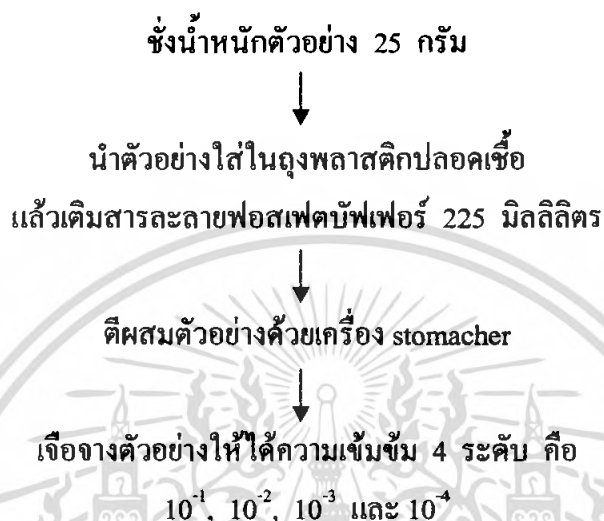 ชั่งน้ำหนักตัวอย่าง 25 กรัม
นำตัวอย่างใส่ในถุงพลาสติกปลอดเชื้อ
แล้วเติมสารละลายฟอสเฟตบัฟเฟอร์ 225 มิลลิลิตร
ตีผสมตัวอย่างด้วยเครื่อง stomacher
เจือจางตัวอย่างให้ได้ความเข้มข้ม 4 ระดับ คือ
10⁻¹, 10⁻², 10⁻³ และ 10⁻⁴